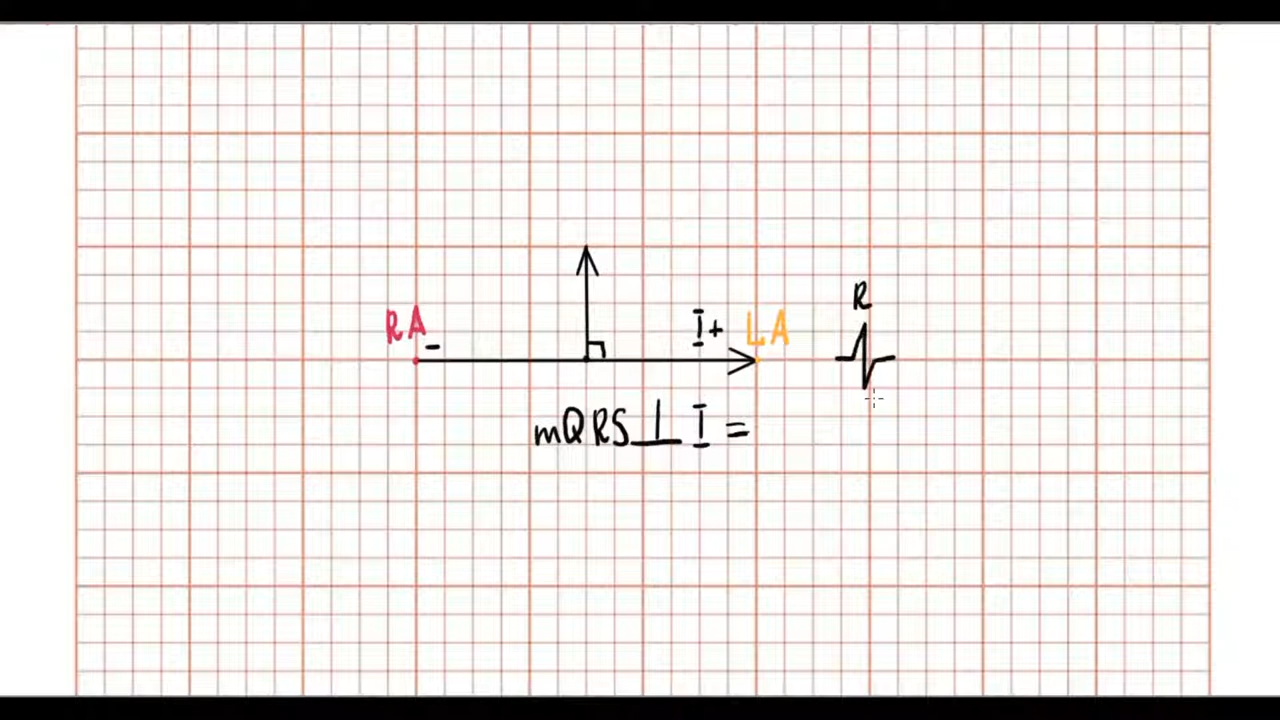 R
RA - I+ LA
mQRS ⊥ I =